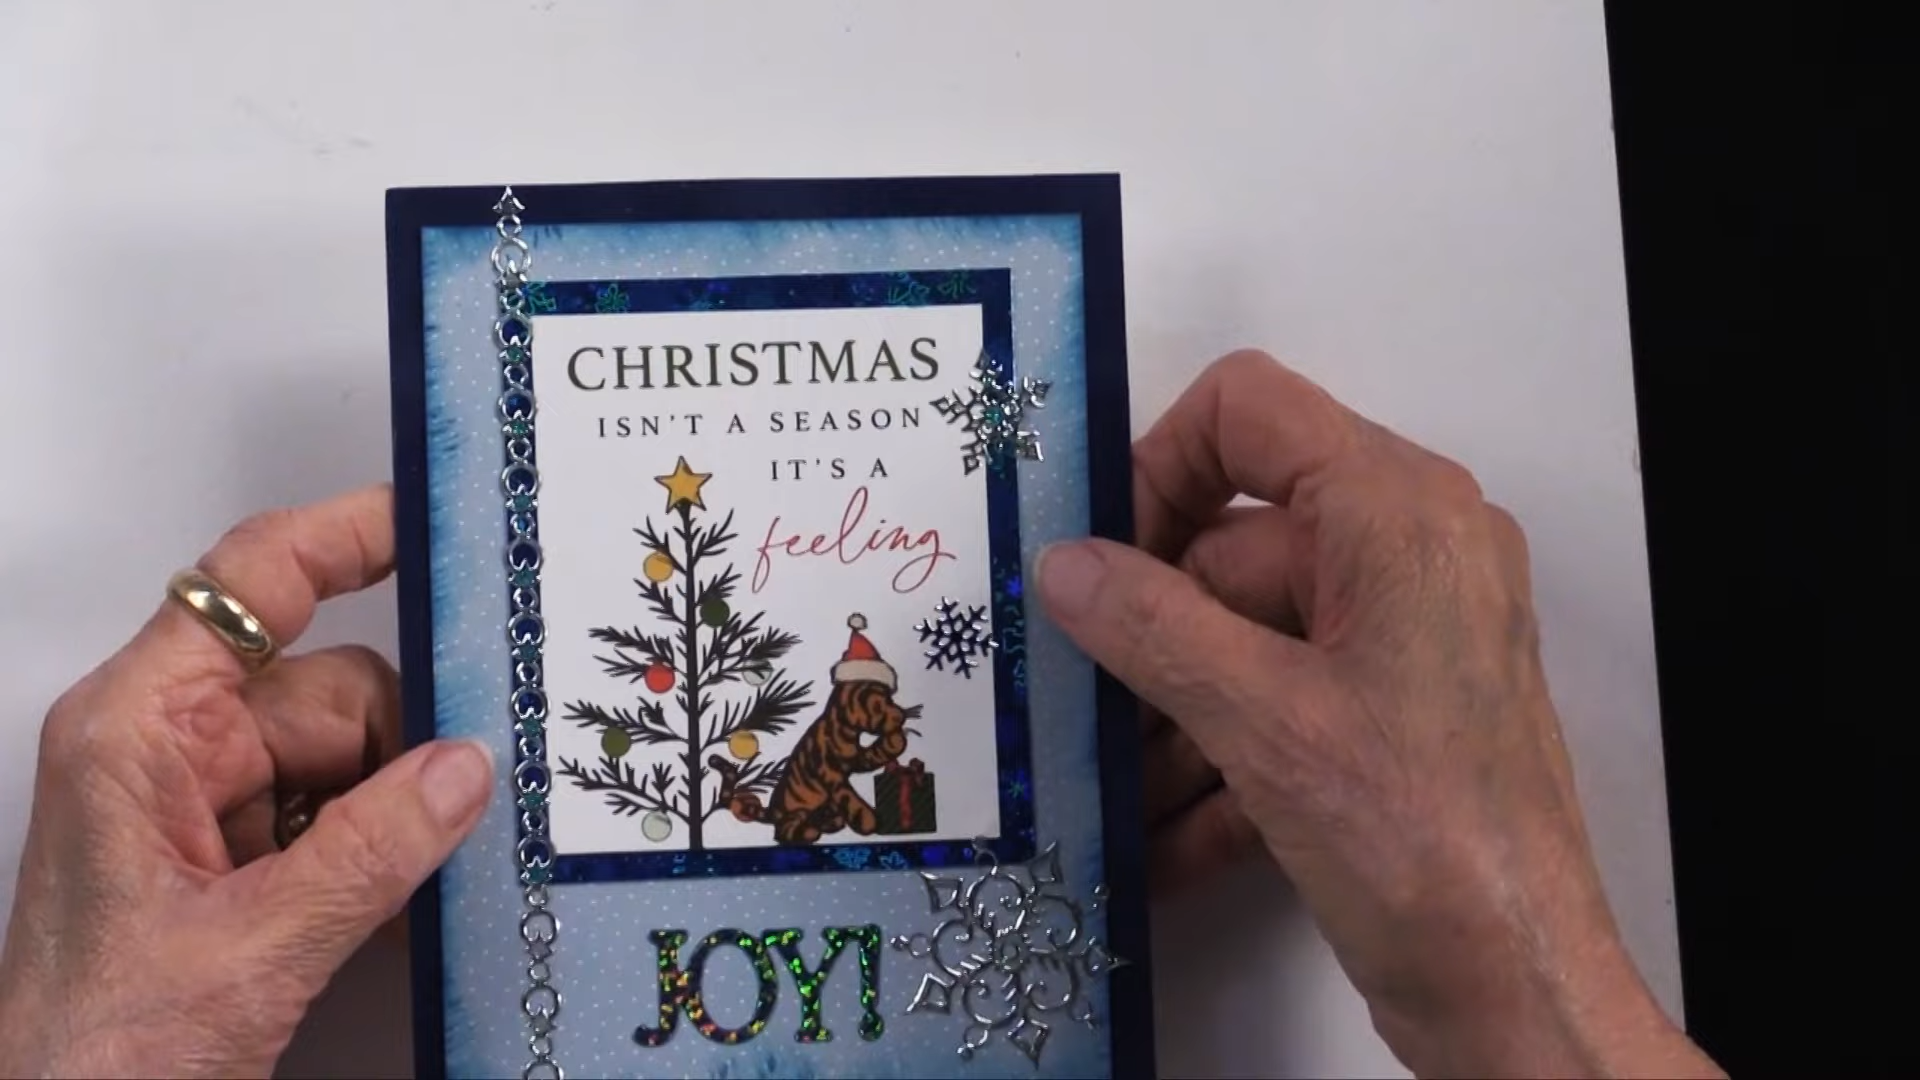 CHRISTMAS
ISN'T A SEASON
IT'S A
feeling
JOY!